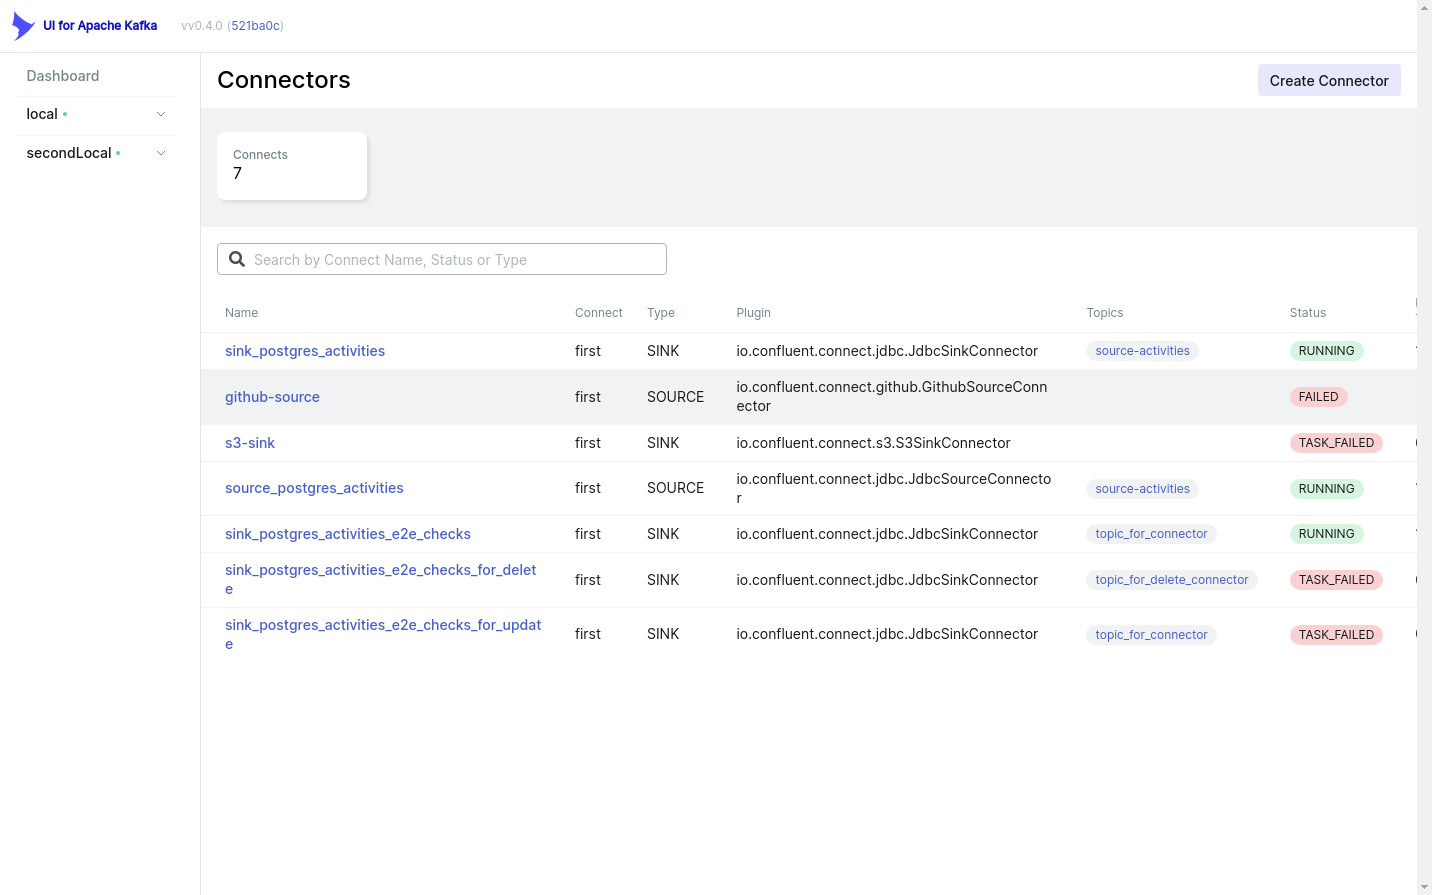 UI for Apache Kafka vv0.4.0 (521ba0c)
Dashboard
local
secondLocal
Connectors
Create Connector
Connects
7
Search by Connect Name, Status or Type
Name Connect Type Plugin Topics Status
sink_postgres_activities first SINK io.confluent.connect.jdbc.JdbcSinkConnector source-activities RUNNING
github-source first SOURCE io.confluent.connect.github.GithubSourceConn
ector FAILED
s3-sink first SINK io.confluent.connect.s3.S3SinkConnector TASK_FAILED
source_postgres_activities first SOURCE io.confluent.connect.jdbc.JdbcSourceConnecto
r source-activities RUNNING
sink_postgres_activities_e2e_checks first SINK io.confluent.connect.jdbc.JdbcSinkConnector topic_for_connector RUNNING
sink_postgres_activities_e2e_checks_for_delet
e first SINK io.confluent.connect.jdbc.JdbcSinkConnector topic_for_delete_connector TASK_FAILED
sink_postgres_activities_e2e_checks_for_updat
e first SINK io.confluent.connect.jdbc.JdbcSinkConnector topic_for_connector TASK_FAILED